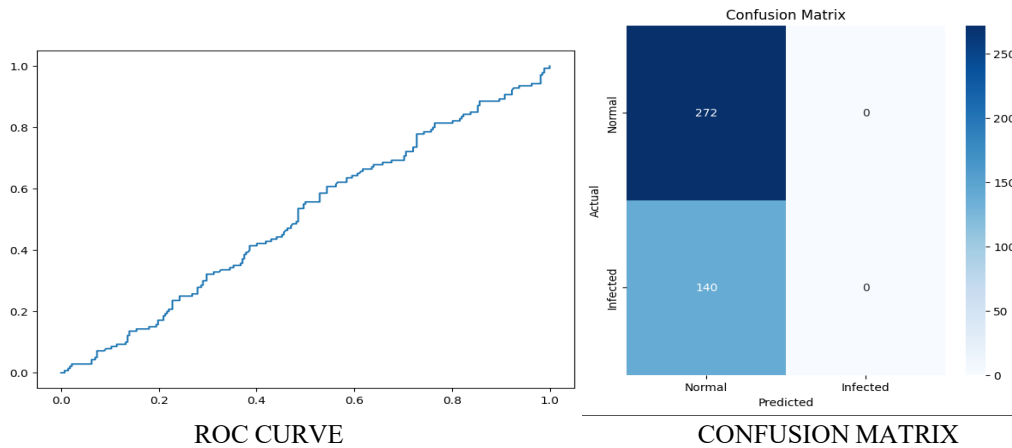 Confusion Matrix
1.0
0.8
0.6
0.4
0.2
0.0
0.0 0.2 0.4 0.6 0.8 1.0
ROC CURVE
Actual
Normal
Infected
272 0
140 0
Normal Infected
Predicted
250
200
150
100
50
0
CONFUSION MATRIX